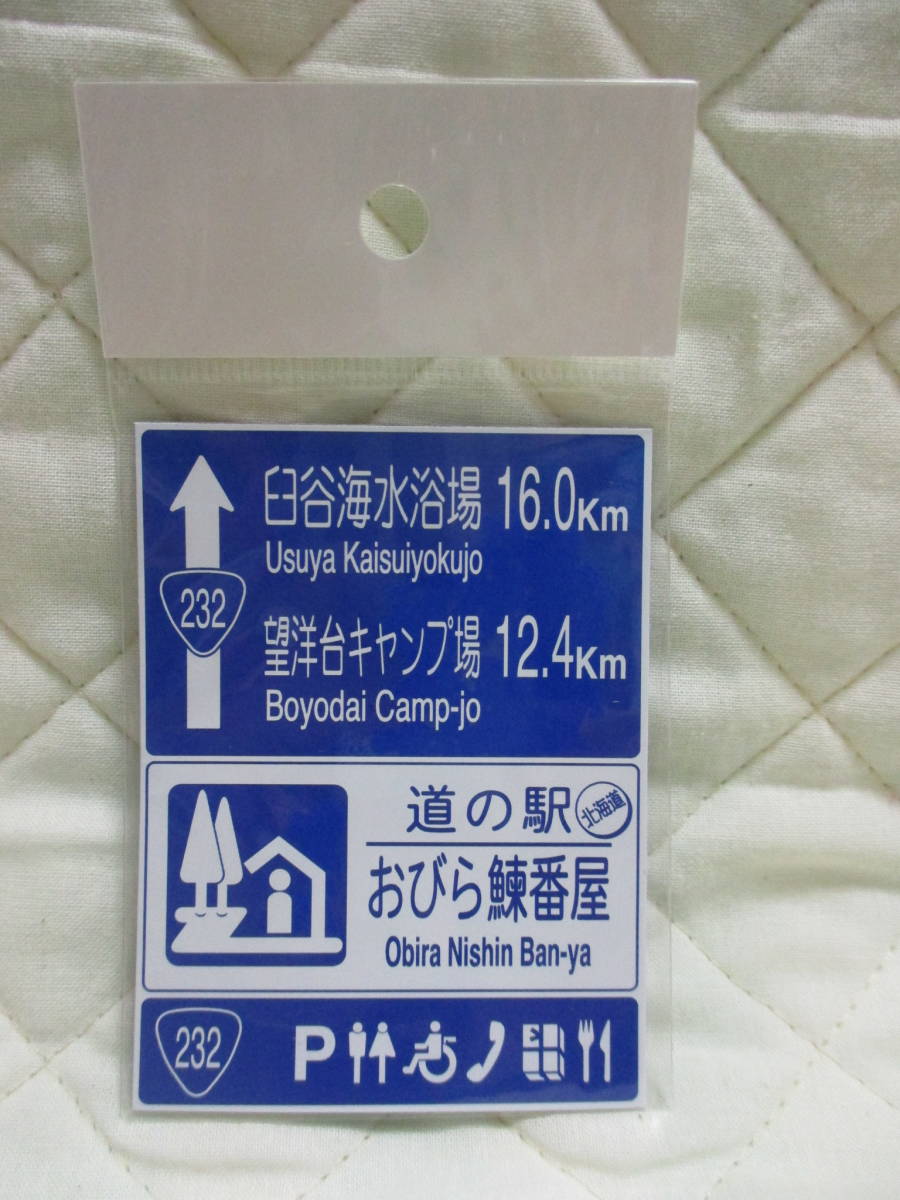 臼谷海水浴場 16.0Km
Usuya Kaisuiyokujo
232
望洋台キャンプ場 12.4Km
Boyodai Camp-jo
道の駅 北海道
おびら鰊番屋
Obira Nishin Ban-ya
232 P